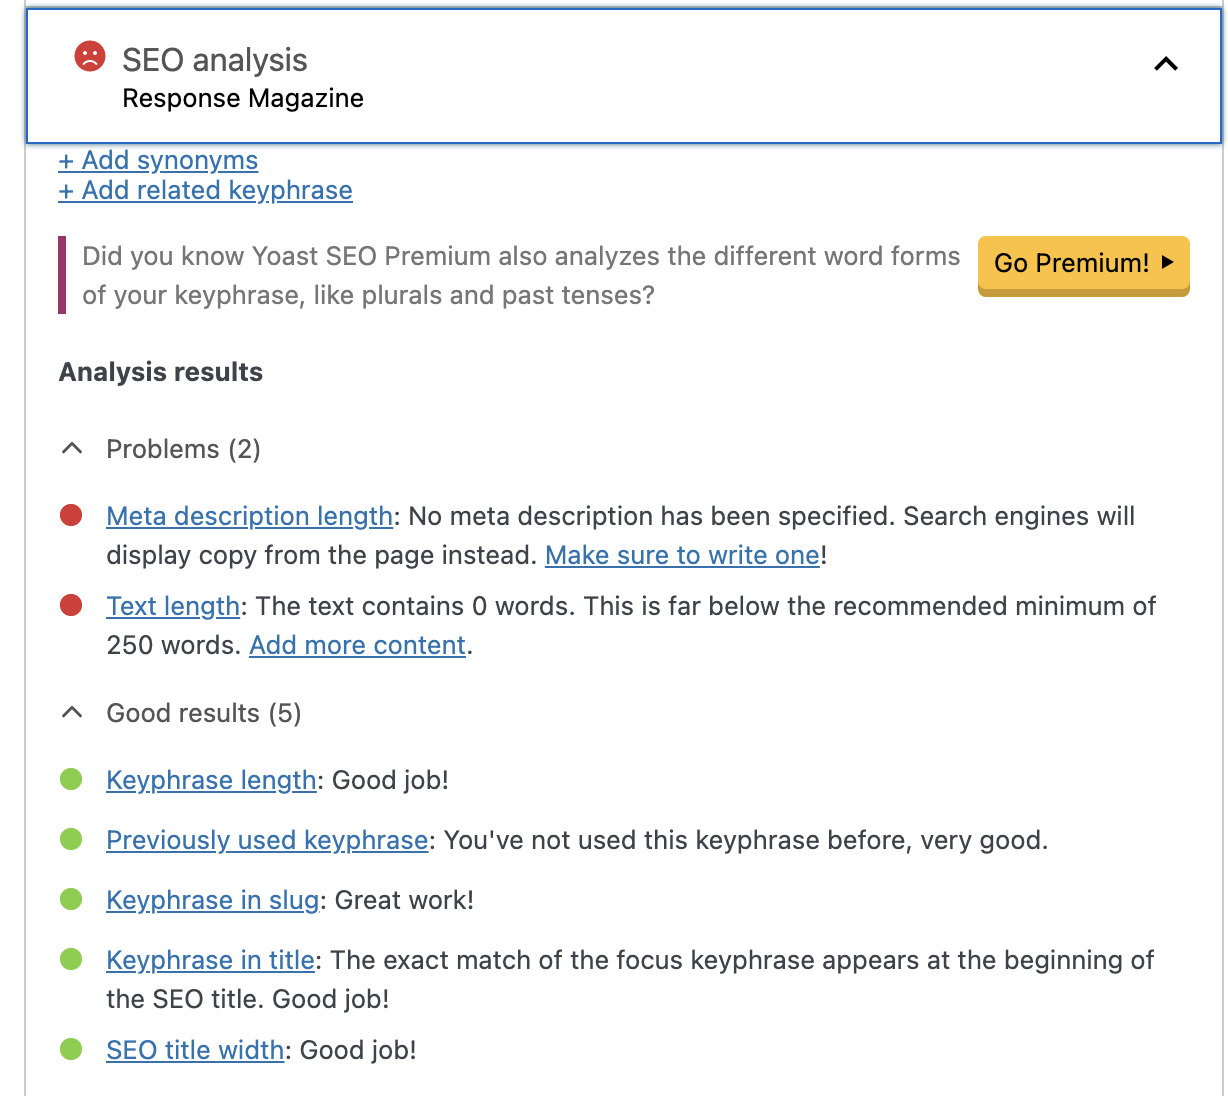 SEO analysis
Response Magazine
+ Add synonyms
+ Add related keyphrase
Did you know Yoast SEO Premium also analyzes the different word forms
of your keyphrase, like plurals and past tenses?
Go Premium!
Analysis results
Problems (2)
Meta description length: No meta description has been specified. Search engines will
display copy from the page instead. Make sure to write one!
Text length: The text contains 0 words. This is far below the recommended minimum of
250 words. Add more content.
Good results (5)
Keyphrase length: Good job!
Previously used keyphrase: You've not used this keyphrase before, very good.
Keyphrase in slug: Great work!
Keyphrase in title: The exact match of the focus keyphrase appears at the beginning of
the SEO title. Good job!
SEO title width: Good job!